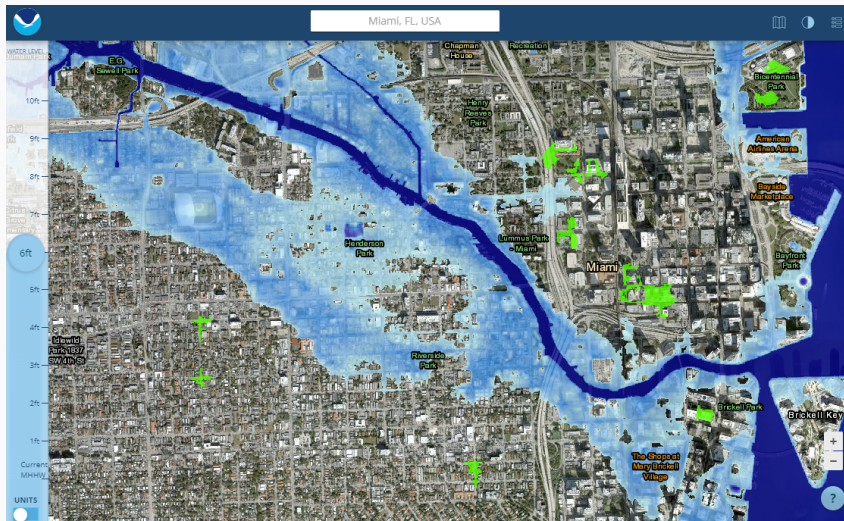 Miami, FL, USA
WATER LEVEL
10ft
9ft
8ft
7ft
6ft
5ft
4ft
3ft
2ft
1ft
Current
MHHW
UNITS
E.G.
Sewell Park
Chapman
House
Recreation
Henry
Reeves
Park
Bicentennial
Park
American
Airlines Arena
Bayside
Marketplace
Henderson
Park
Lummus Park
- Miami
Miami
Bayfront
Park
Idlewild
Park 1837
SW 4th St
Riverside
Park
Brickell Park
Brickell Key
The Shops at
Mary Brickell
Village
+
−
?